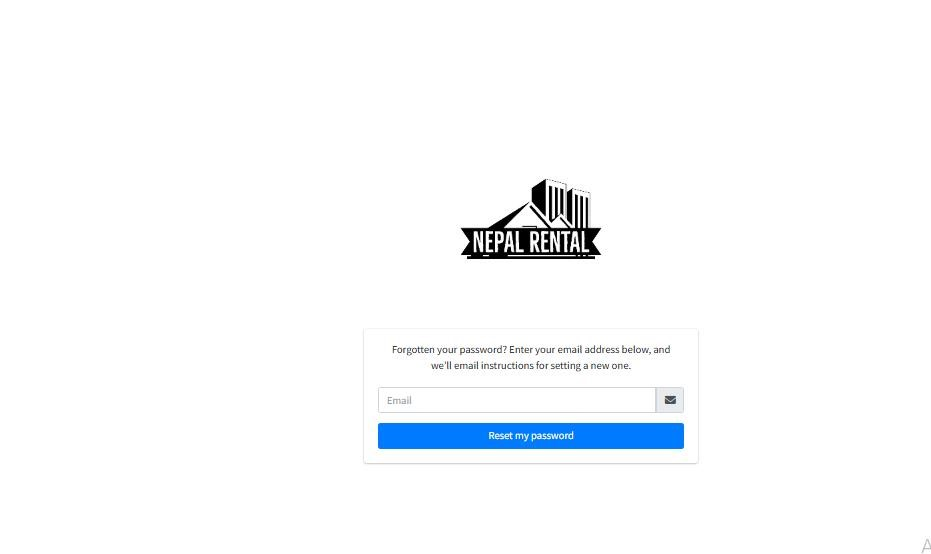 NEPAL RENTAL
Forgotten your password? Enter your email address below, and
we'll email instructions for setting a new one.
Email
Reset my password
A